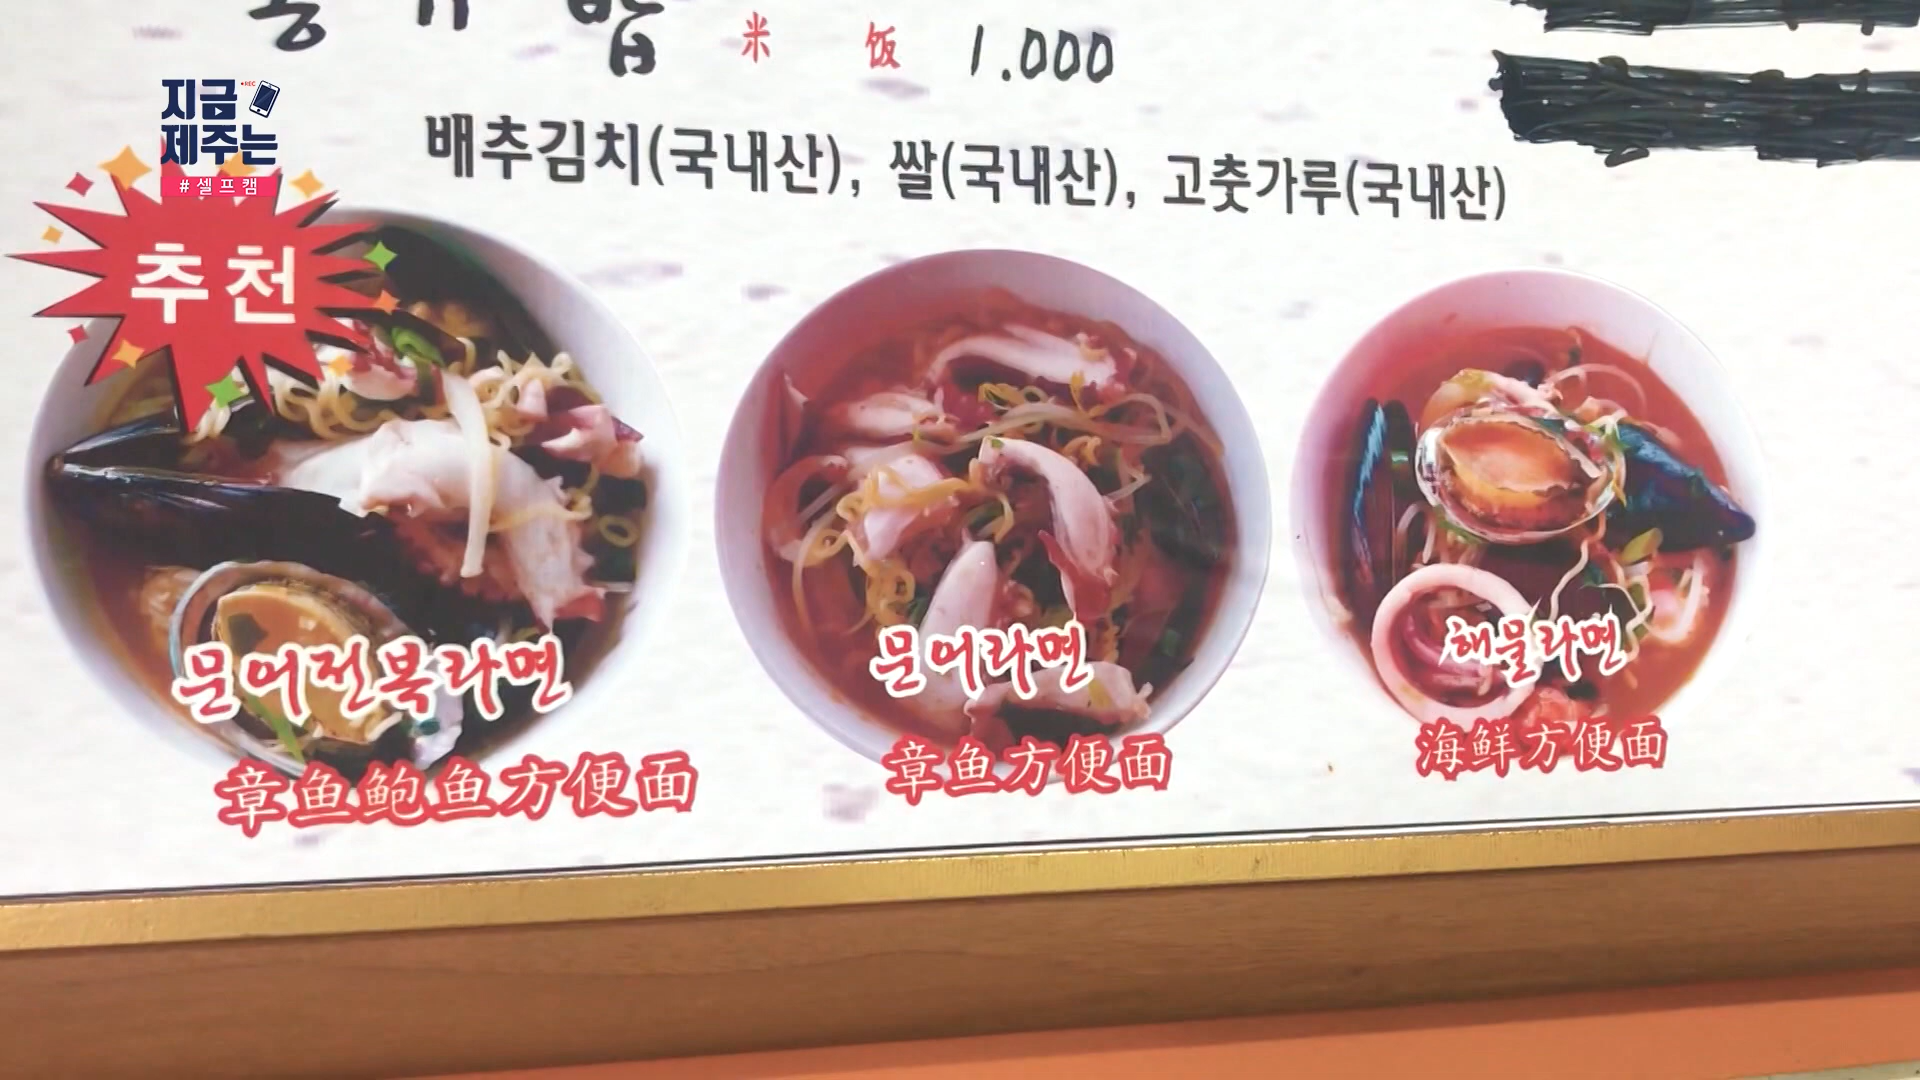 米 饭 1.000
지금
제주는
#셀프캠
배추김치(국내산), 쌀(국내산), 고춧가루(국내산)
추천
문어전복라면
章鱼鲍鱼方便面
문어라면
章鱼方便面
해물라면
海鲜方便面